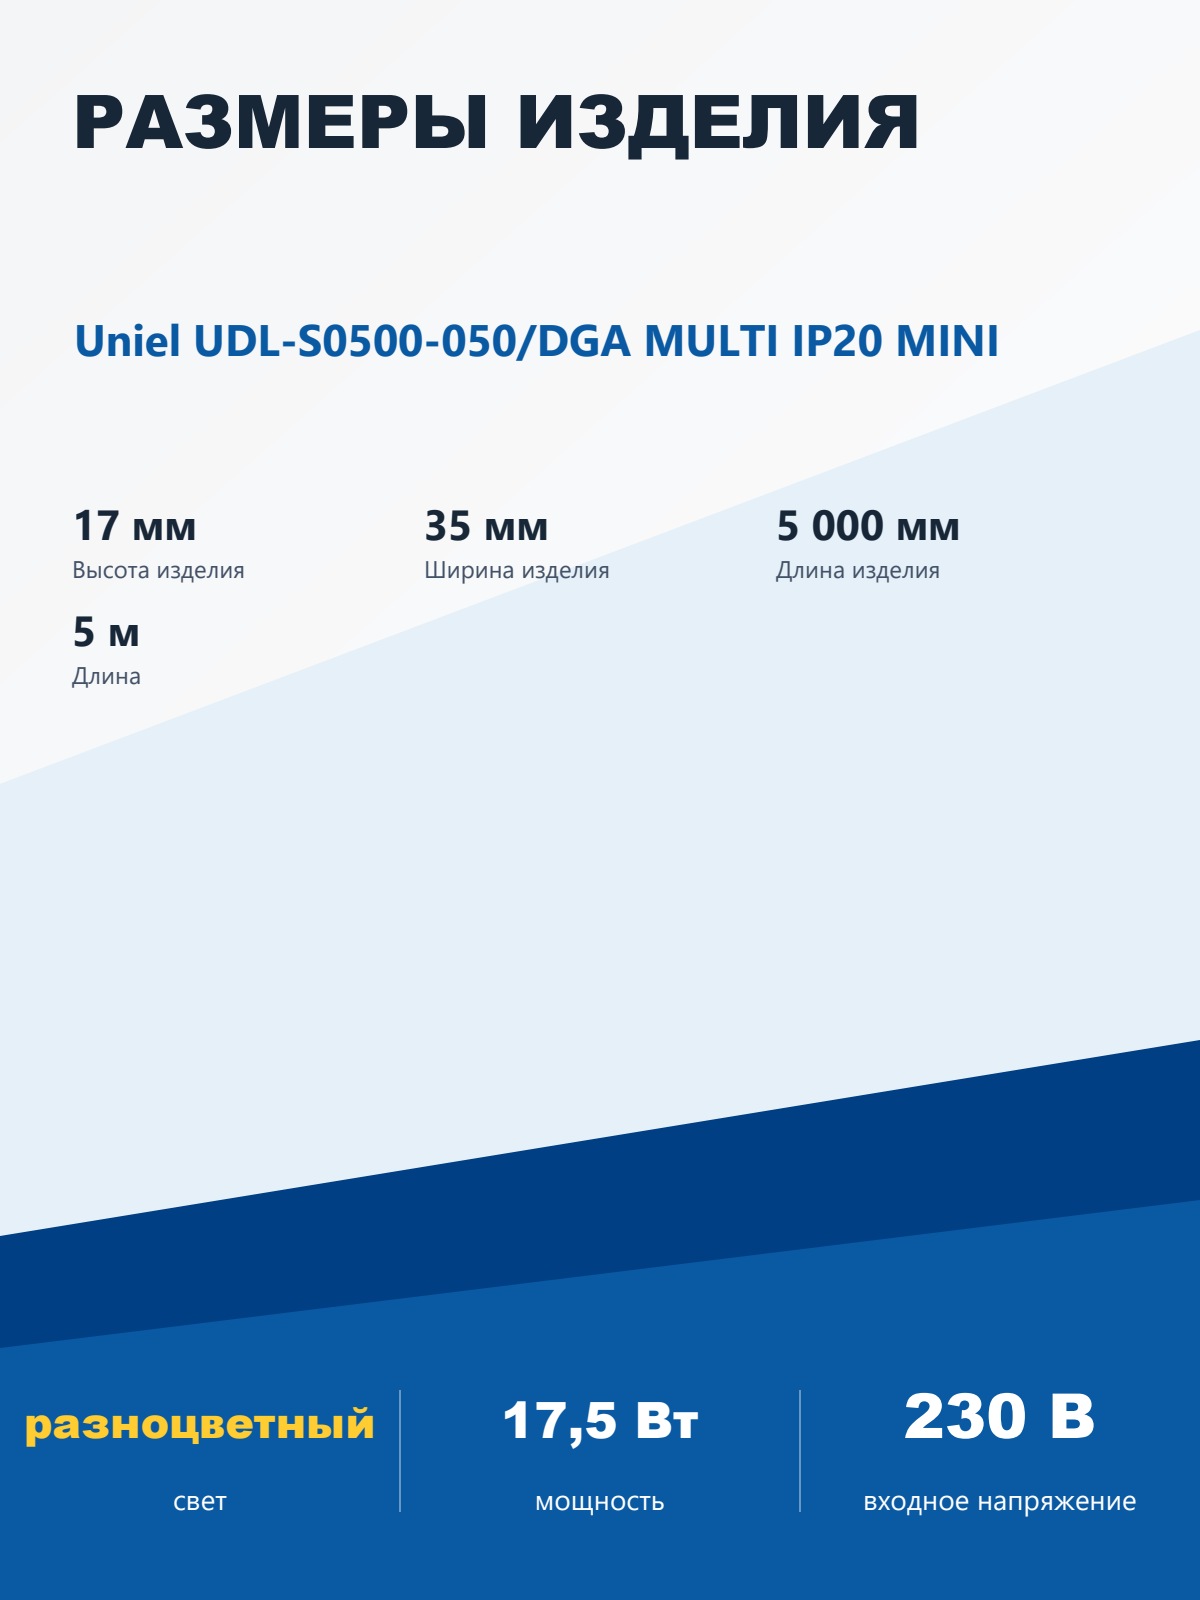 РАЗМЕРЫ ИЗДЕЛИЯ
Uniel UDL-S0500-050/DGA MULTI IP20 MINI
17 мм
Высота изделия
35 мм
Ширина изделия
5 000 мм
Длина изделия
5 м
Длина
разноцветный
свет
17,5 Вт
мощность
230 В
входное напряжение